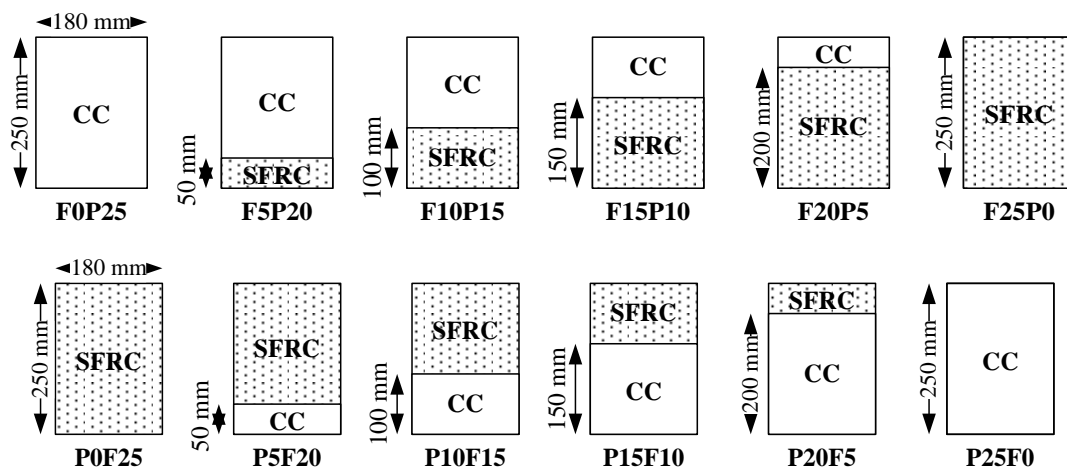 180 mm
250 mm
CC
F0P25
CC
50 mm
SFRC
F5P20
CC
100 mm
SFRC
F10P15
CC
150 mm
SFRC
F15P10
CC
200 mm
SFRC
F20P5
250 mm
SFRC
F25P0
180 mm
250 mm
SFRC
P0F25
SFRC
50 mm
CC
P5F20
SFRC
100 mm
CC
P10F15
SFRC
150 mm
CC
P15F10
SFRC
200 mm
CC
P20F5
250 mm
CC
P25F0